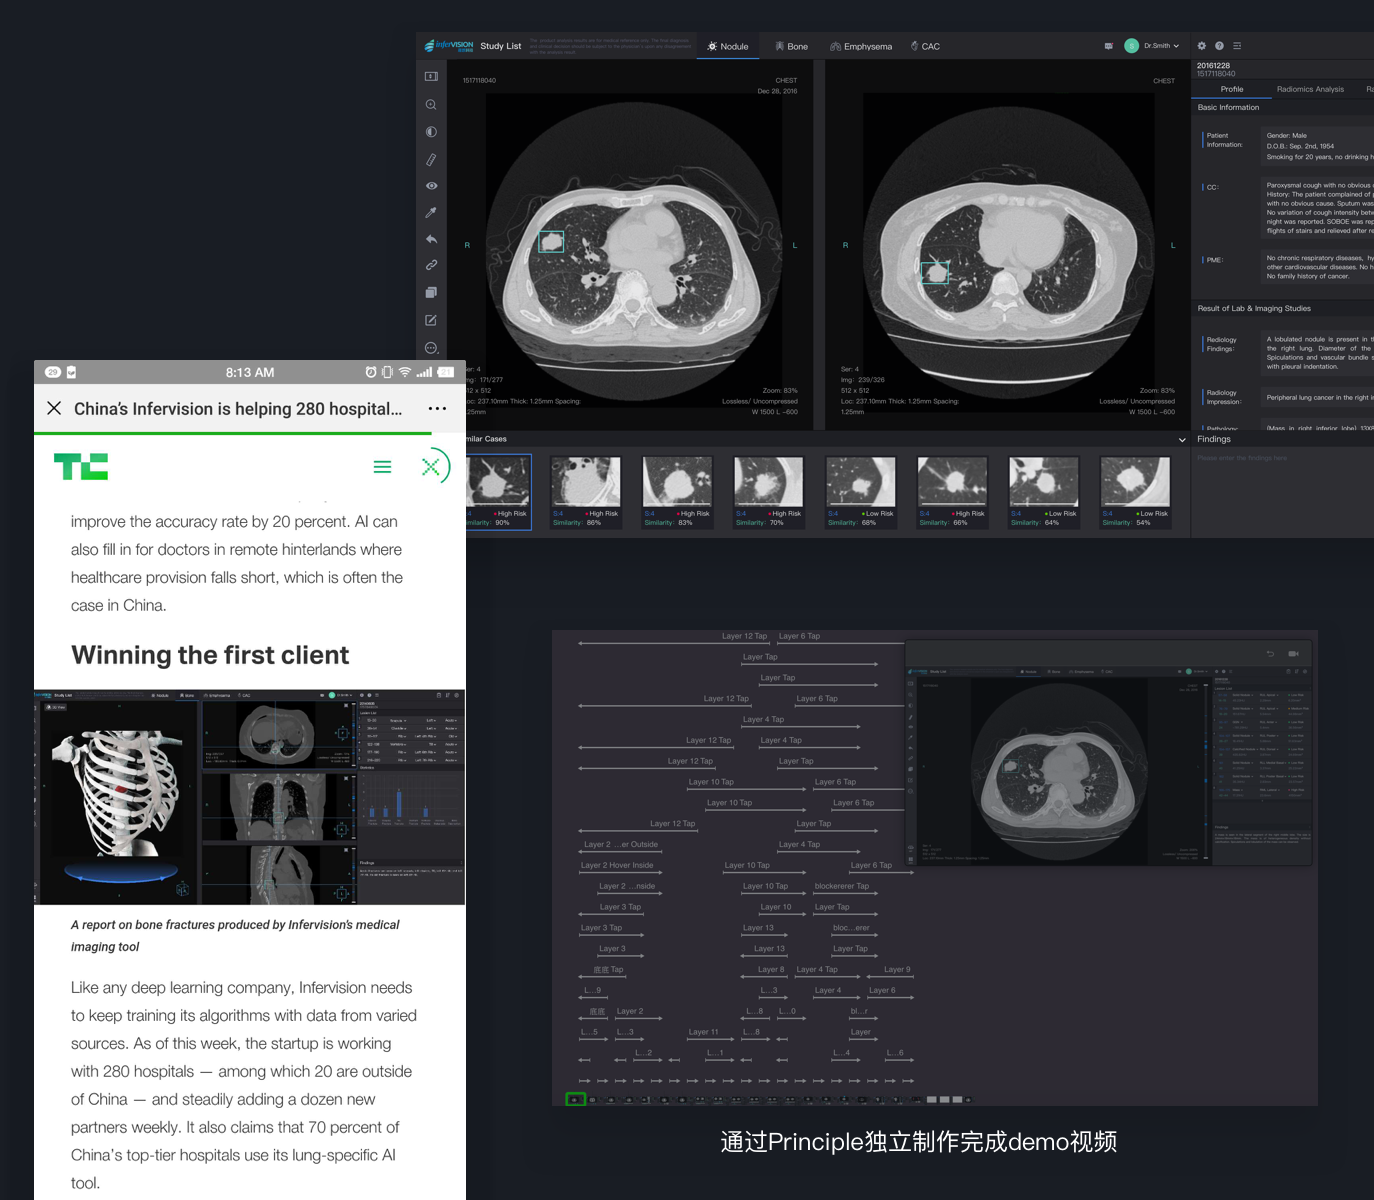 inferVISION
Study List
Nodule
Bone
Emphysema
CAC
Dr.Smith
1517118040
CHEST
Dec 28, 2016
R
L
Ser: 4
Img: 171/277
512 x 512
Loc: 237.10mm Thick: 1.25mm Spacing:
1.25mm
Zoom: 83%
Lossless/ Uncompressed
W 1500 L -600
CHEST
R
L
Ser: 4
Img: 239/326
512 x 512
Loc: 237.10mm Thick: 1.25mm Spacing:
1.25mm
Zoom: 83%
Lossless/ Uncompressed
W 1500 L -600
20161228
1517118040
Profile
Radiomics Analysis
Ra
Basic Information
Patient
Information:
Gender: Male
D.O.B.: Sep. 2nd, 1954
Smoking for 20 years, no drinking h
CC:
Paroxysmal cough with no obvious
History: The patient complained of
with no obvious cause. Sputum was
No variation of cough intensity betw
night was reported. SOBOE was rep
flights of stairs and relieved after re
PME:
No chronic respiratory diseases, hy
other cardiovascular diseases. No h
No family history of cancer.
Result of Lab & Imaging Studies
Rediology
Findings:
A lobulated nodule is present in th
the right lung. Diameter of the
Spiculations and vascular bundle s
with pleural indentation.
Radiology
Impression:
Peripheral lung cancer in the right in
Pathology
(Mass in right inferior lobe) 13X8
Findings
Please enter the findings here
milar Cases
:4 High Risk
milarity: 90%
S:4 High Risk
Similarity: 86%
S:4 High Risk
Similarity: 83%
S:4 High Risk
Similarity: 70%
S:4 Low Risk
Similarity: 68%
S:4 High Risk
Similarity: 66%
S:4 Low Risk
Similarity: 64%
S:4 Low Risk
Similarity: 54%
29
8:13 AM
China's Infervision is helping 280 hospital...
TC
improve the accuracy rate by 20 percent. AI can
also fill in for doctors in remote hinterlands where
healthcare provision falls short, which is often the
case in China.
Winning the first client
Study List
Nodule
Bone
Emphysema
CAC
Findings
A report on bone fractures produced by Infervision's medical
imaging tool
Like any deep learning company, Infervision needs
to keep training its algorithms with data from varied
sources. As of this week, the startup is working
with 280 hospitals — among which 20 are outside
of China — and steadily adding a dozen new
partners weekly. It also claims that 70 percent of
China's top-tier hospitals use its lung-specific AI
tool.
Layer 12 Tap Layer 6 Tap
Layer Tap
Layer Tap
Layer 12 Tap Layer 6 Tap
Layer 4 Tap
Layer 12 Tap Layer 4 Tap
Layer 12 Tap Layer Tap
Layer 10 Tap Layer 6 Tap
Layer 10 Tap Layer 6 Tap
Layer 12 Tap Layer Tap
Layer 2 ...er Outside Layer 4 Tap
Layer 2 Hover Inside Layer 10 Tap Layer 6 Tap
Layer 2 ...nside Layer 10 Tap blockererer Tap
Layer 3 Tap Layer 10 Layer Tap
Layer 3 Tap Layer 13 bloc...erer
Layer 3 Layer 13 Layer Tap
底底 Tap Layer 8 Layer 4 Tap Layer 9
L...9 L...3 Layer 4 Layer 6
底底 Layer 2 L...8 L...0 bl...r
L...5 L...3 Layer 11 L...8 Layer
L...2 L...1 L...4 L...6
Study List
通过Principle独立制作完成demo视频